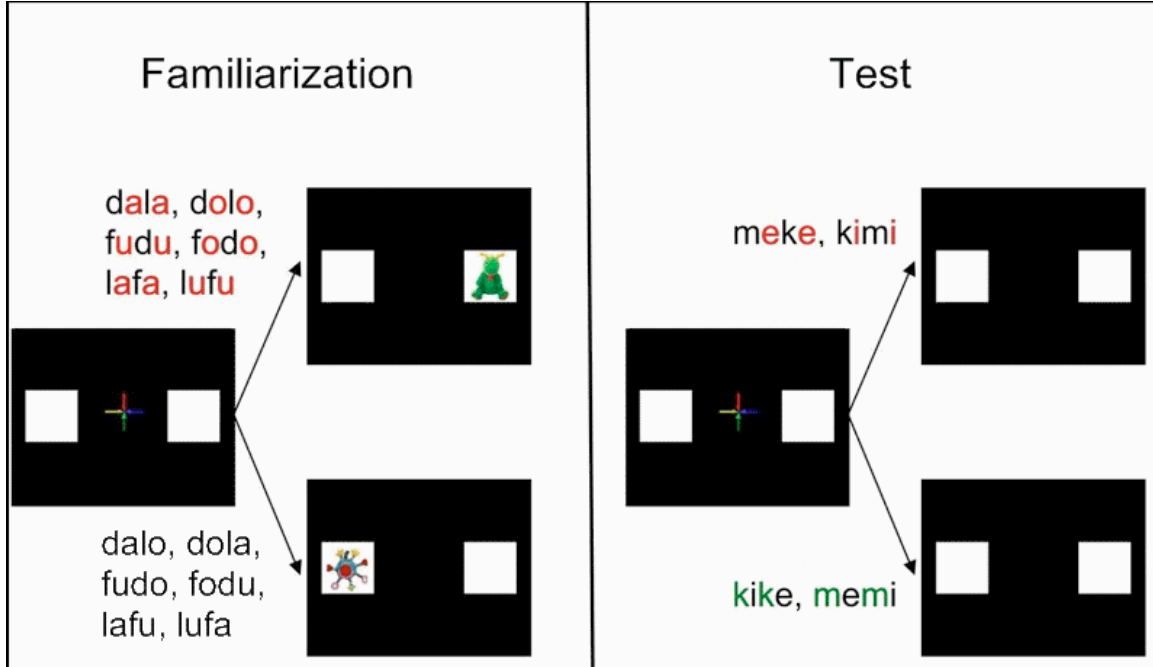 Familiarization
dala, dolo,
fudu, fodo,
lafa, lufu
dalo, dola,
fudo, fodu,
lafu, lufa
Test
meke, kimi
kike, memi